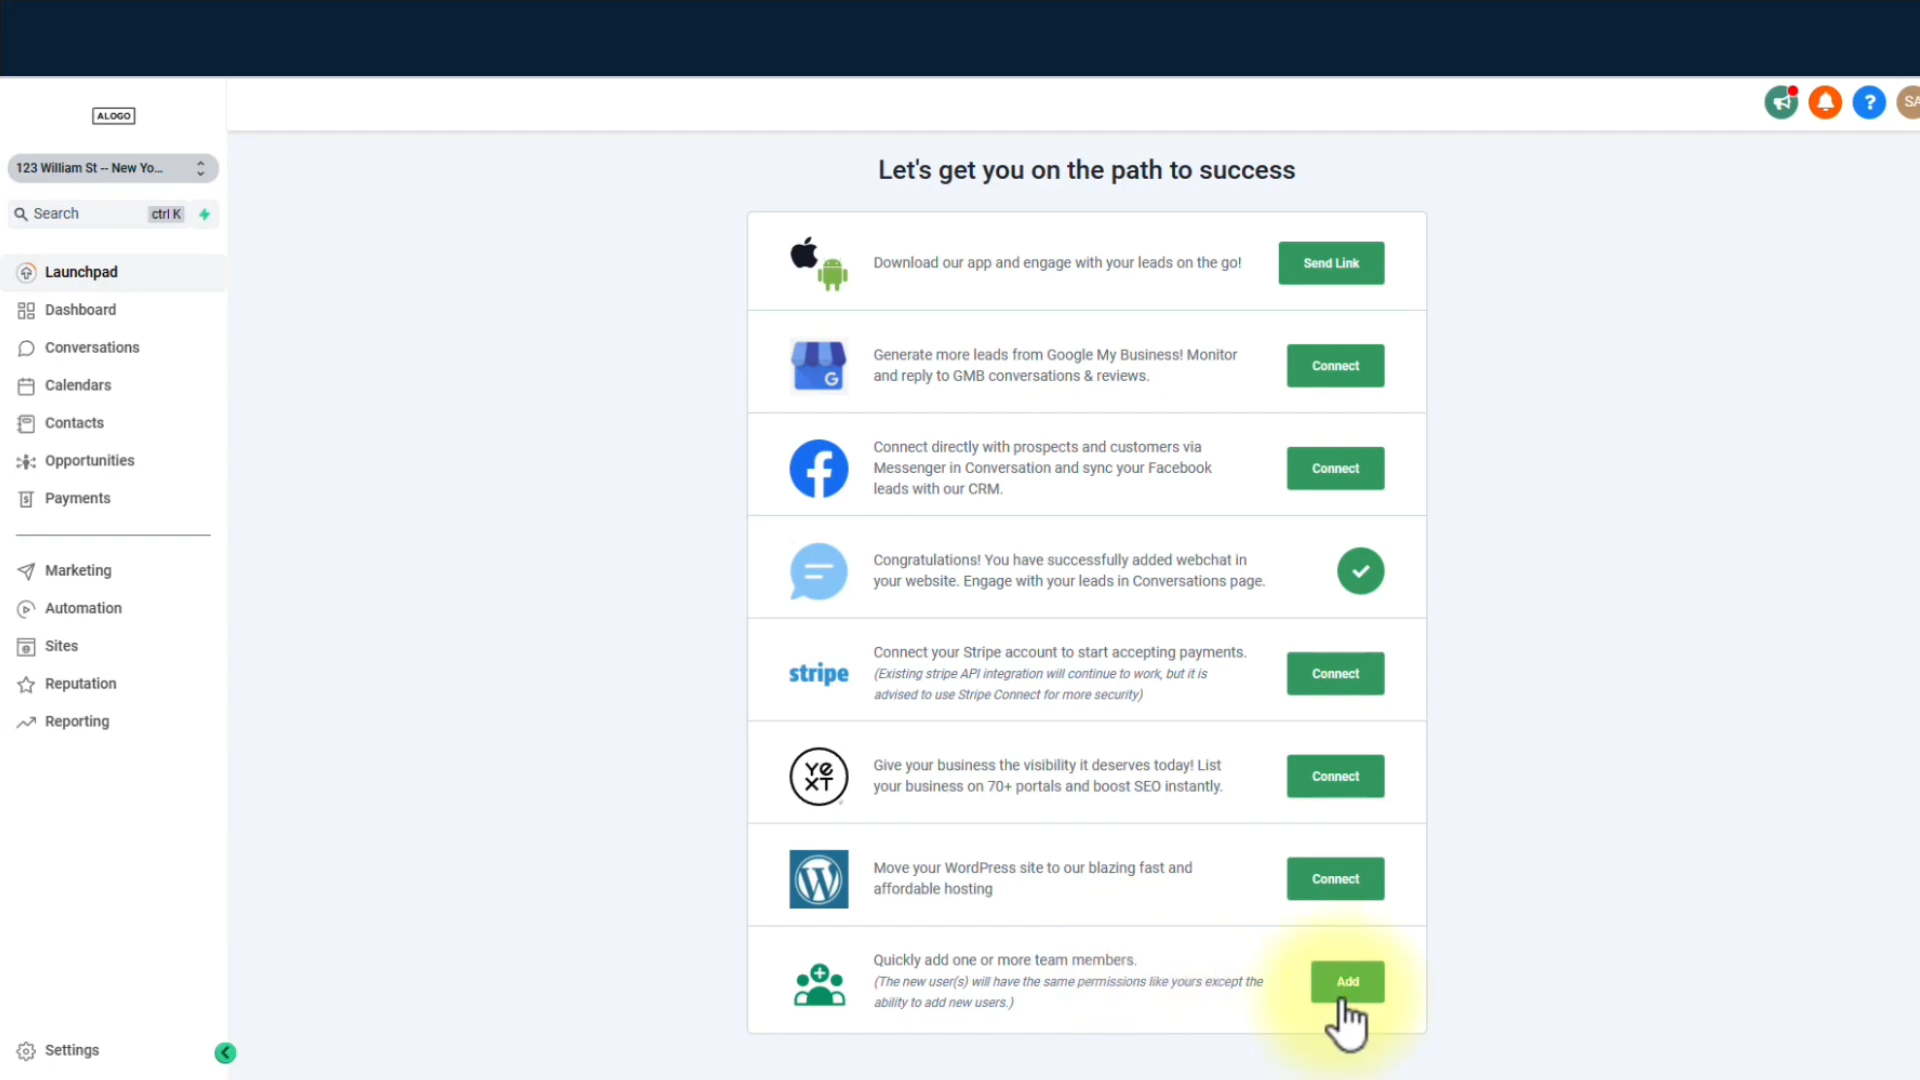 ALOGO
123 William St -- New Yo...
Search ctrl K
Launchpad
Dashboard
Conversations
Calendars
Contacts
Opportunities
Payments
Marketing
Automation
Sites
Reputation
Reporting
Settings
?
SA
Let's get you on the path to success
Download our app and engage with your leads on the go!
Send Link
G
Generate more leads from Google My Business! Monitor
and reply to GMB conversations & reviews.
Connect
f
Connect directly with prospects and customers via
Messenger in Conversation and sync your Facebook
leads with our CRM.
Connect
Congratulations! You have successfully added webchat in
your website. Engage with your leads in Conversations page.
stripe
Connect your Stripe account to start accepting payments.
(Existing stripe API integration will continue to work, but it is
advised to use Stripe Connect for more security)
Connect
Ye
XT
Give your business the visibility it deserves today! List
your business on 70+ portals and boost SEO instantly.
Connect
W
Move your WordPress site to our blazing fast and
affordable hosting
Connect
Quickly add one or more team members.
(The new user(s) will have the same permissions like yours except the
ability to add new users.)
Add